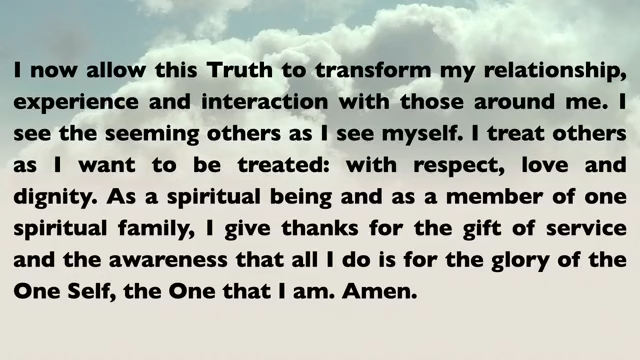 I now allow this Truth to transform my relationship,
experience and interaction with those around me. I
see the seeming others as I see myself. I treat others
as I want to be treated: with respect, love and
dignity. As a spiritual being and as a member of one
spiritual family, I give thanks for the gift of service
and the awareness that all I do is for the glory of the
One Self, the One that I am. Amen.